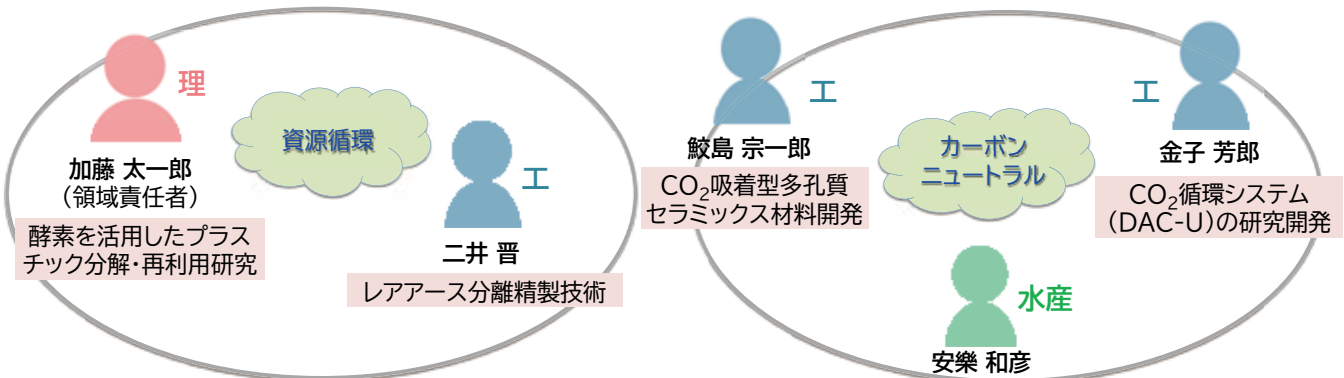 理
資源循環
加藤 太一郎
（領域責任者）
酵素を活用したプラス
チック分解・再利用研究
工
二井 晋
レアアース分離精製技術
工
鮫島 宗一郎
CO₂吸着型多孔質
セラミックス材料開発
カーボン
ニュートラル
工
金子 芳郎
CO₂循環システム
（DAC-U）の研究開発
水産
安樂 和彦